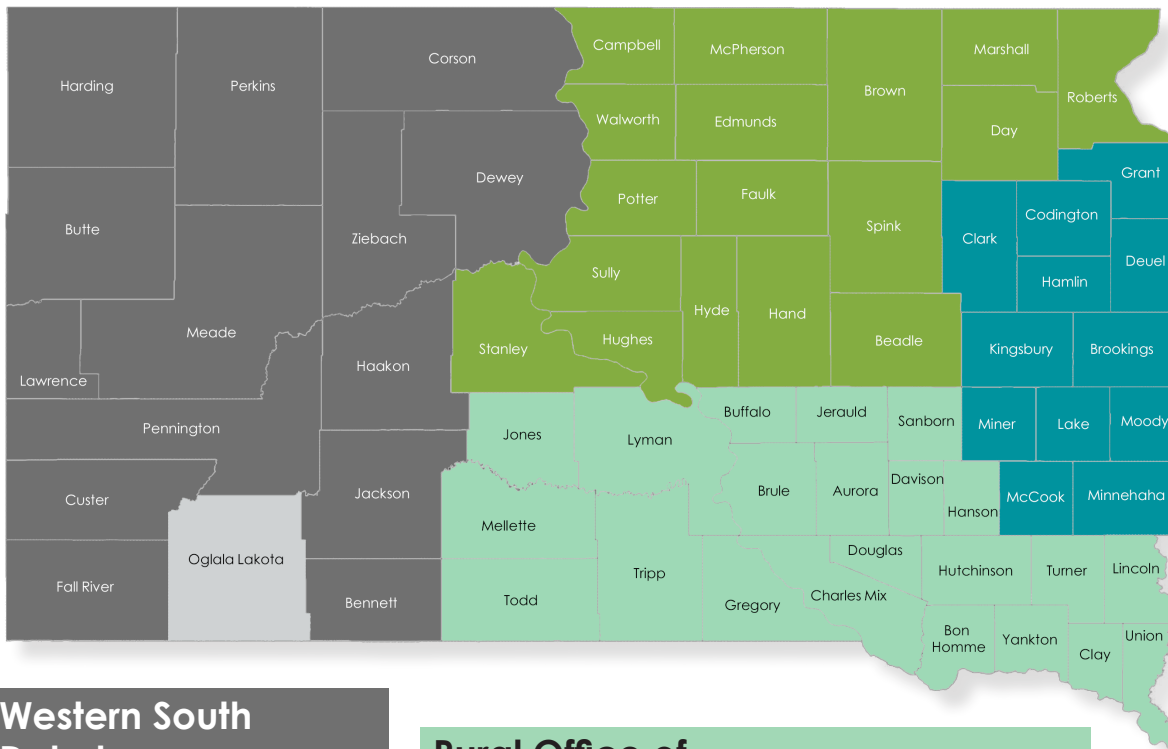 Campbell
McPherson
Marshall
Corson
Harding
Perkins
Brown
Roberts
Walworth
Edmunds
Day
Dewey
Grant
Potter
Faulk
Codington
Butte
Ziebach
Spink
Clark
Deuel
Sully
Hamlin
Hyde
Hand
Meade
Hughes
Beadle
Stanley
Kingsbury
Brookings
Haakon
Lawrence
Buffalo
Jerauld
Sanborn
Miner
Lake
Moody
Pennington
Jones
Lyman
Davison
Custer
Jackson
Brule
Aurora
McCook
Minnehaha
Hanson
Mellette
Oglala Lakota
Douglas
Fall River
Tripp
Hutchinson
Turner
Lincoln
Bennett
Todd
Gregory
Charles Mix
Bon
Homme
Yankton
Clay
Union
Western South
Rural Office of